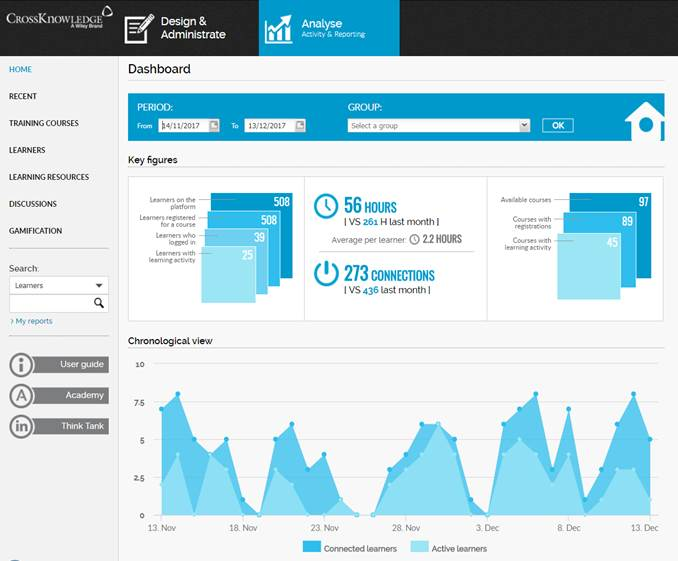 CROSSKNOWLEDGE
A Wiley Brand
Design &
Administrate
Analyse
Activity & Reporting
HOME
RECENT
TRAINING COURSES
LEARNERS
LEARNING RESOURCES
DISCUSSIONS
GAMIFICATION
Search:
Learners
› My reports
User guide
A Academy
in Think Tank
Dashboard
PERIOD:
GROUP:
From 14/11/2017 To 13/12/2017 Select a group OK
Key figures
Learners on the
platform
508
Learners registered
for a course
508
Learners who
logged in
39
Learners with
learning activity
25
56 HOURS
[ VS 261 H last month ]
Average per learner: 2.2 HOURS
273 CONNECTIONS
[ VS 436 last month ]
Available courses 97
Courses with
registrations
89
Courses with
learning activity
45
Chronological view
10
7.5
5
2.5
0
13. Nov 18. Nov 23. Nov 28. Nov 3. Dec 8. Dec 13. Dec
Connected learners Active learners